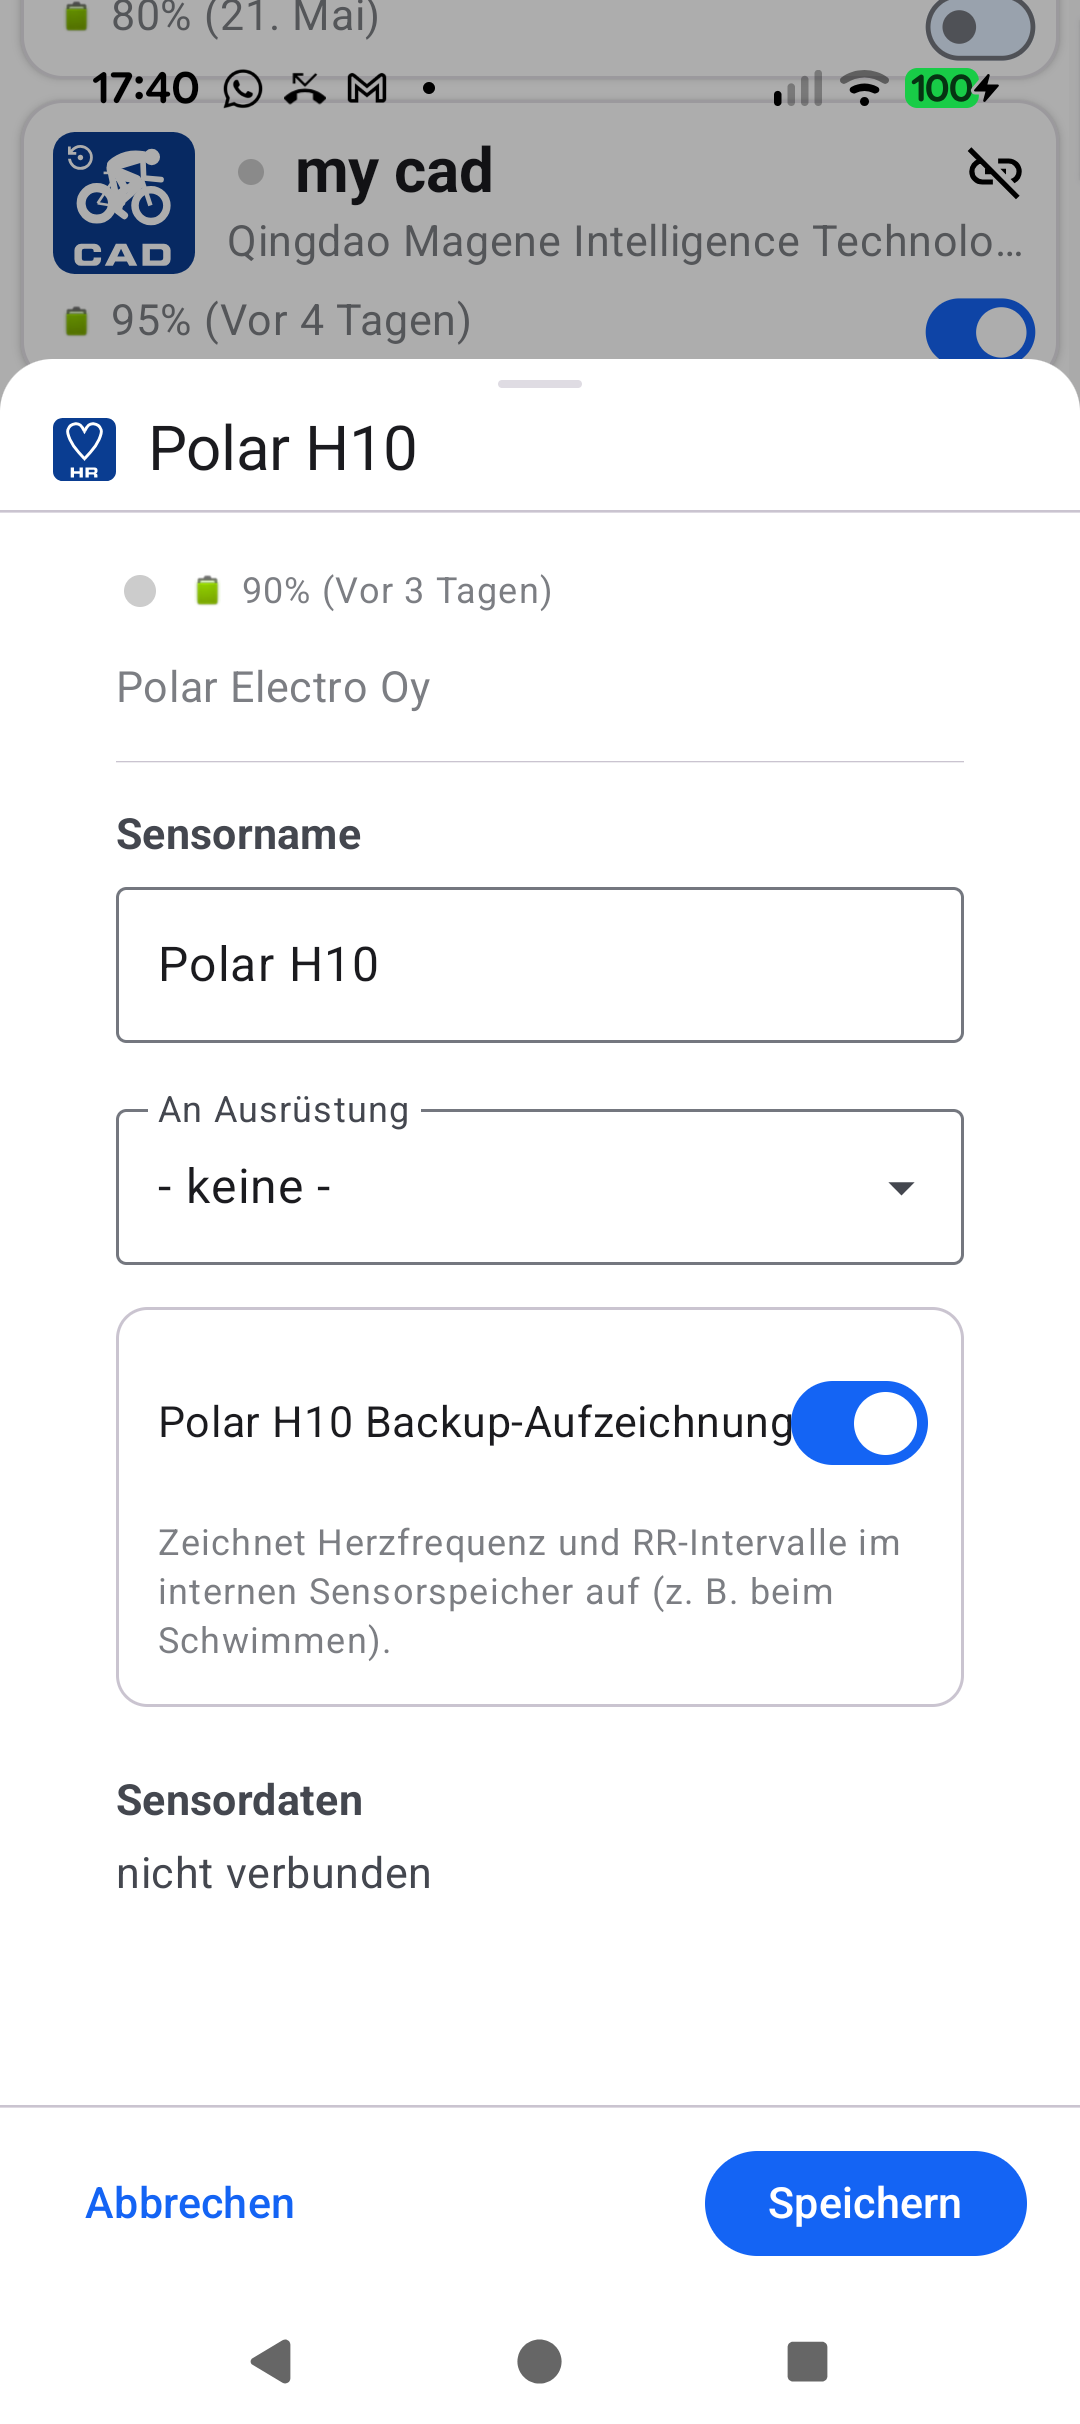 80% (21. Mai)
17:40
100
my cad
CAD
Qingdao Magene Intelligence Technolo...
95% (Vor 4 Tagen)
HR
Polar H10
90% (Vor 3 Tagen)
Polar Electro Oy
Sensorname
Polar H10
An Ausrüstung
- keine -
Polar H10 Backup-Aufzeichnung
Zeichnet Herzfrequenz und RR-Intervalle im
internen Sensorspeicher auf (z. B. beim
Schwimmen).
Sensordaten
nicht verbunden
Abbrechen
Speichern